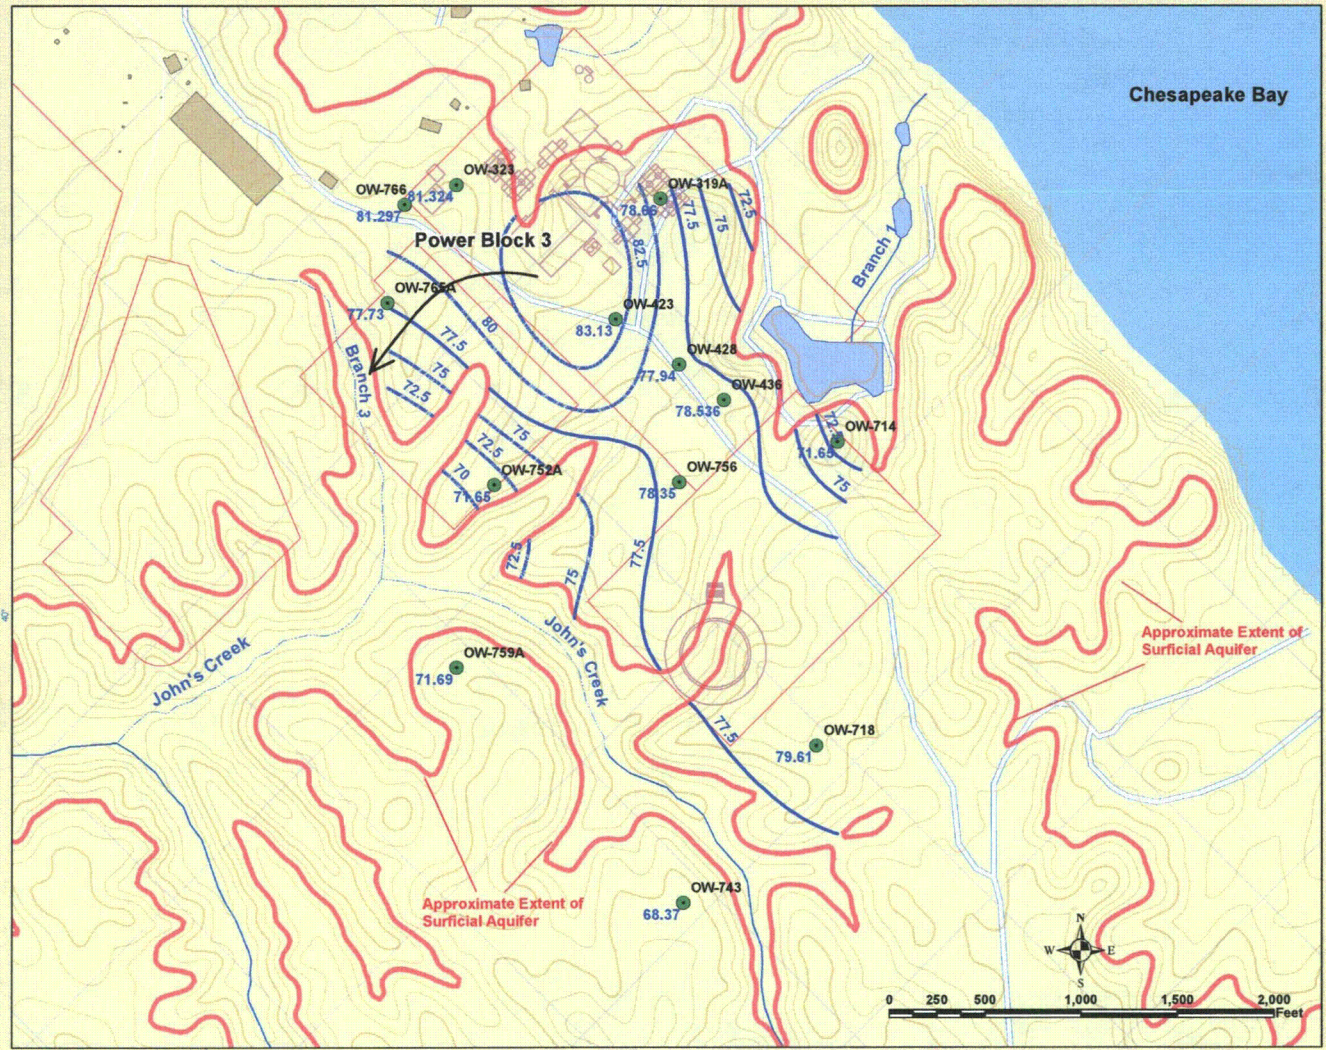 Chesapeake Bay
OW-323
OW-766
81.324
81.297
OW-319A
78.66
77.5
75
72.5
Power Block 3
82.5
Branch 1
OW-765A
77.73
OW-423
83.13
80
77.5
75
72.5
Branch 3
OW-428
77.94
OW-436
78.536
72.5
OW-714
71.65
75
75
72.5
70
OW-752A
71.65
OW-756
78.35
77.5
72.5
75
40'
John's Creek
John's Creek
OW-759A
71.69
Approximate Extent of
Surficial Aquifer
77.5
OW-718
79.61
OW-743
68.37
Approximate Extent of
Surficial Aquifer
N
W E
S
0 250 500 1,000 1,500 2,000
Feet